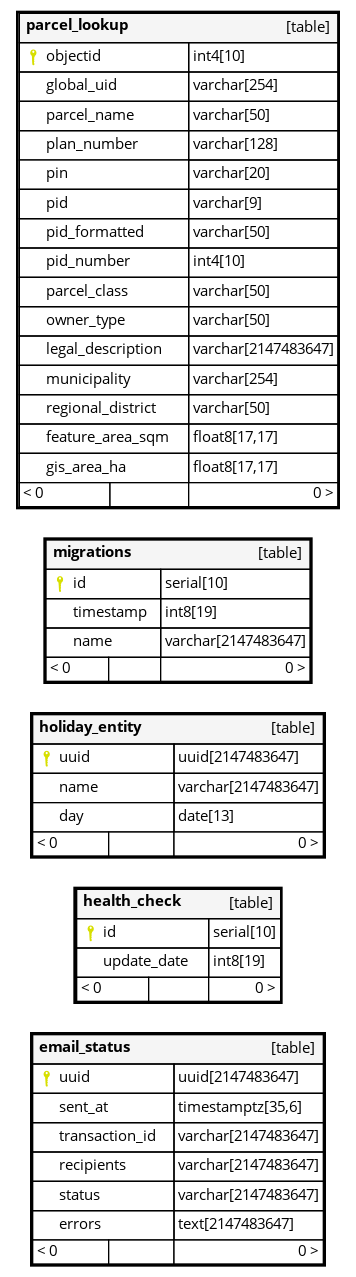 parcel_lookup [table]
objectid int4[10]
global_uid varchar[254]
parcel_name varchar[50]
plan_number varchar[128]
pin varchar[20]
pid varchar[9]
pid_formatted varchar[50]
pid_number int4[10]
parcel_class varchar[50]
owner_type varchar[50]
legal_description varchar[2147483647]
municipality varchar[254]
regional_district varchar[50]
feature_area_sqm float8[17,17]
gis_area_ha float8[17,17]
< 0 0 >
migrations [table]
id serial[10]
timestamp int8[19]
name varchar[2147483647]
< 0 0 >
holiday_entity [table]
uuid uuid[2147483647]
name varchar[2147483647]
day date[13]
< 0 0 >
health_check [table]
id serial[10]
update_date int8[19]
< 0 0 >
email_status [table]
uuid uuid[2147483647]
sent_at timestamptz[35,6]
transaction_id varchar[2147483647]
recipients varchar[2147483647]
status varchar[2147483647]
errors text[2147483647]
< 0 0 >